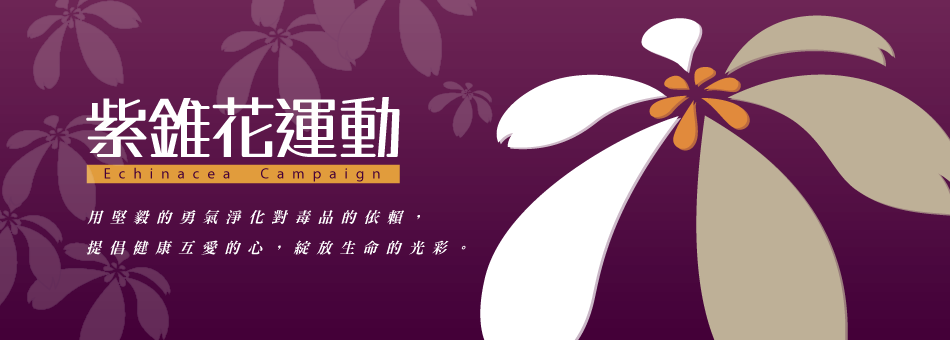 紫錐花運動
Echinacea Campaign
用堅毅的勇氣淨化對毒品的依賴，
提倡健康互愛的心，綻放生命的光彩。